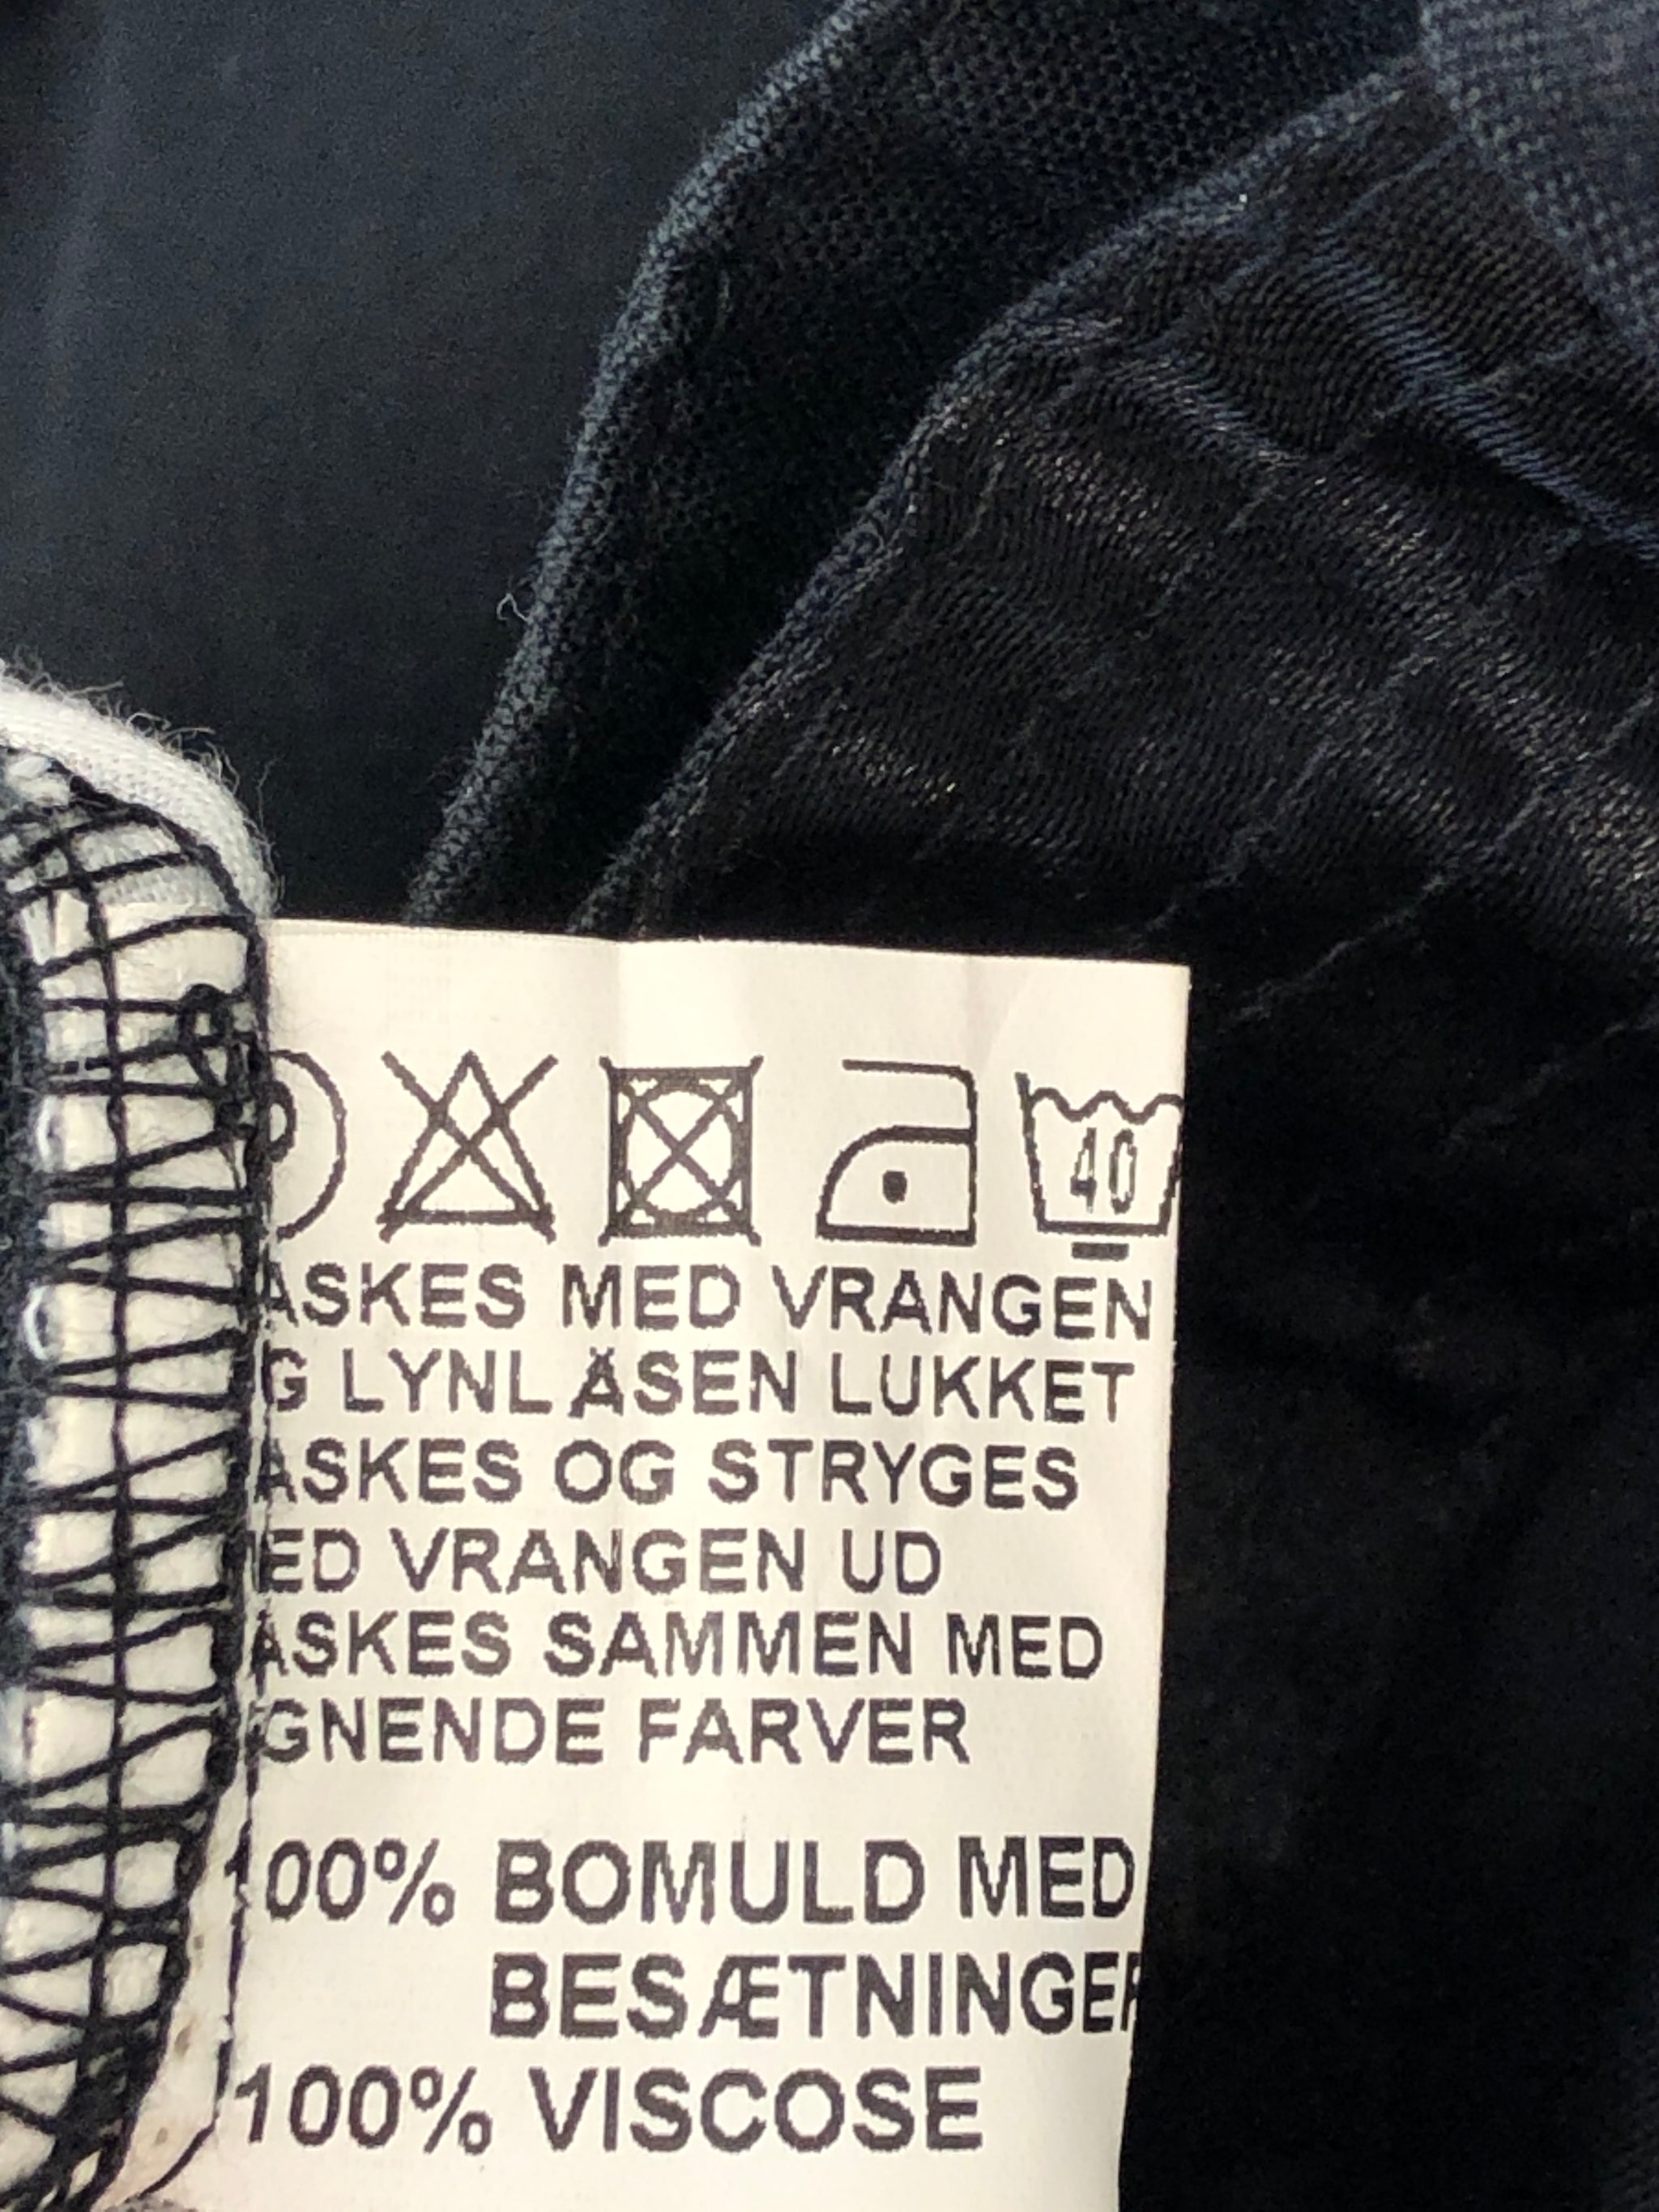 40
ASKES MED VRANGEN
G LYNLÅSEN LUKKET
ASKES OG STRYGES
ED VRANGEN UD
ASKES SAMMEN MED
GNENDE FARVER
100% BOMULD MED
BESÆTNINGER
100% VISCOSE